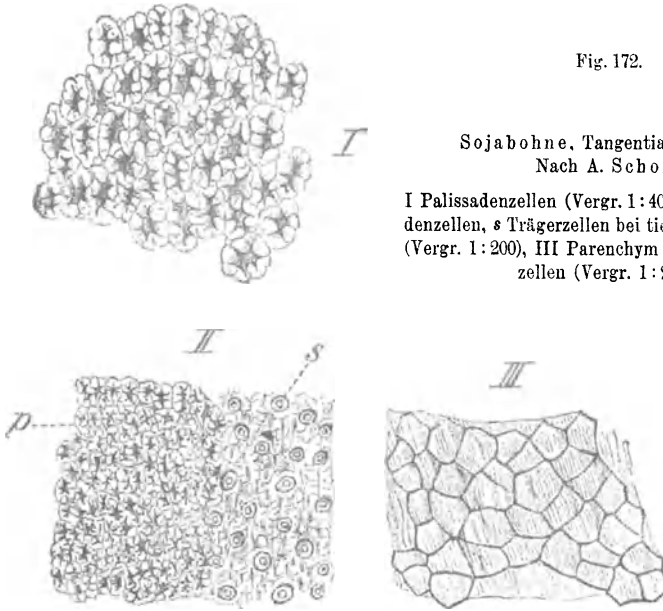 Fig. 172.
Sojabohne, Tangentia
Nach A. Scho
I Palissadenzellen (Vergr. 1:40
denzellen, s Trägerzellen bei tie
(Vergr. 1:200), III Parenchym
zellen (Vergr. 1:
I
II
s
p
III